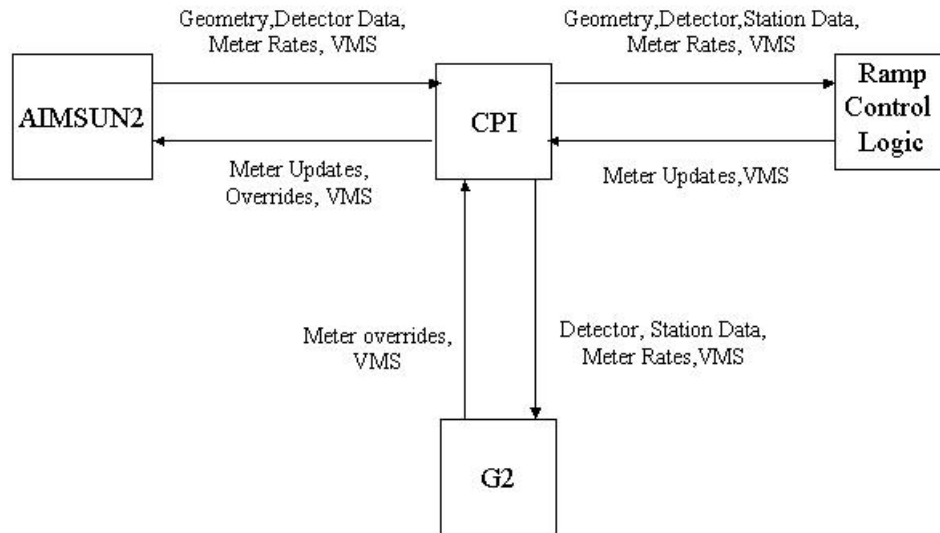 Geometry,Detector Data,
Meter Rates, VMS
Geometry,Detector,Station Data,
Meter Rates, VMS
AIMSUN2
CPI
Ramp
Control
Logic
Meter Updates,
Overrides, VMS
Meter Updates,VMS
Meter overrides,
VMS
Detector, Station Data,
Meter Rates,VMS
G2